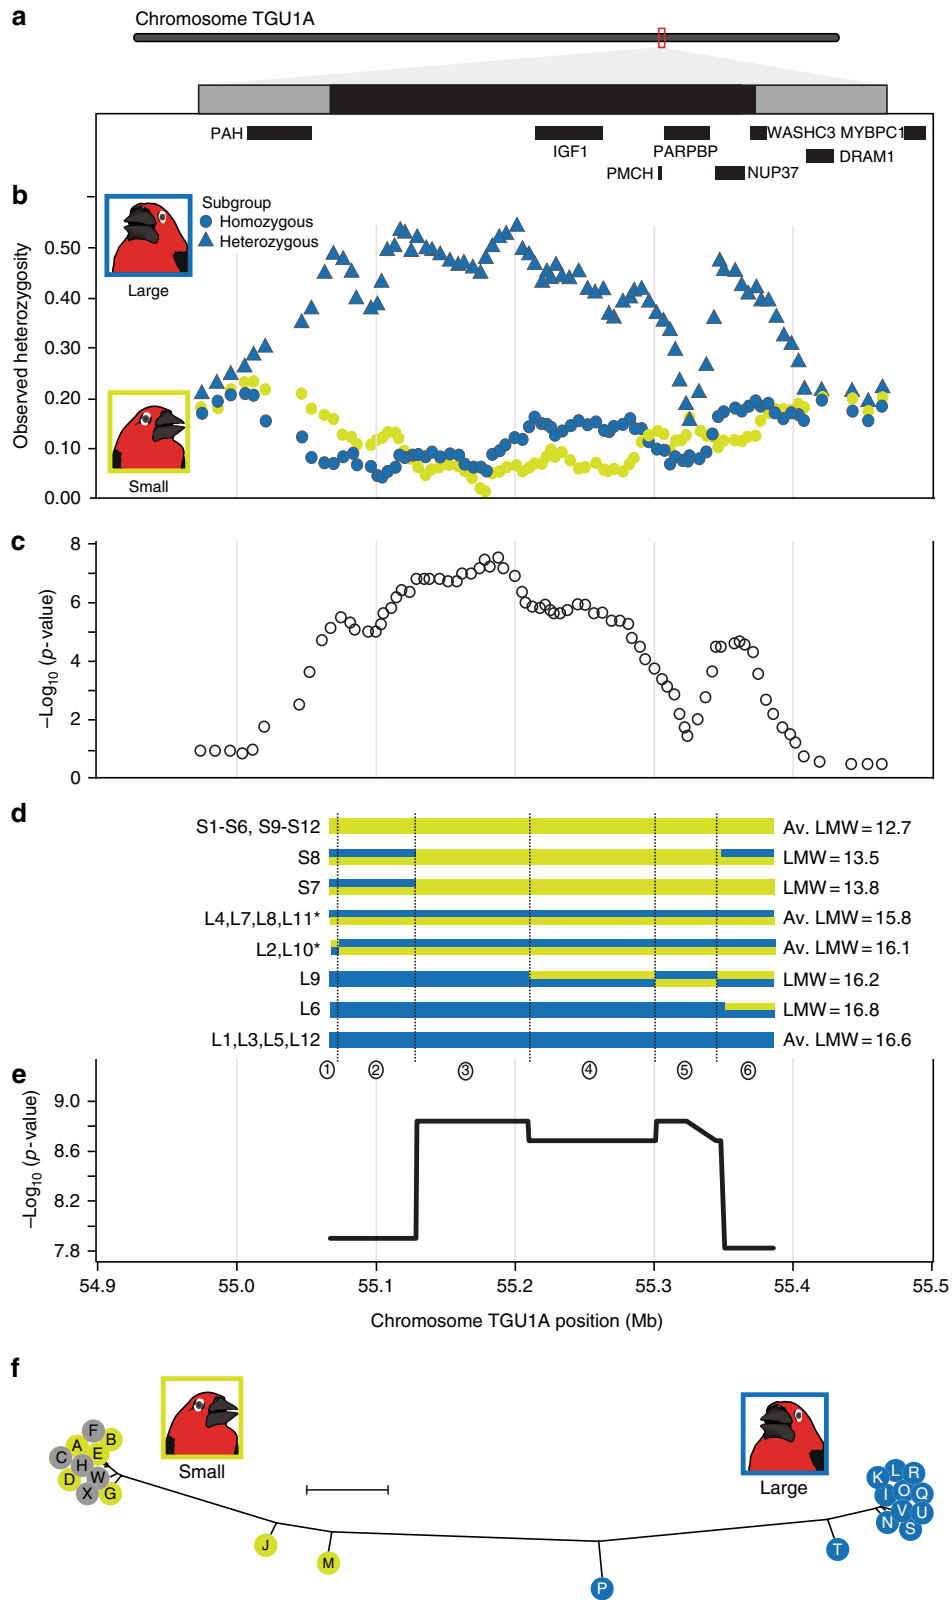 a
Chromosome TGU1A
PAH
IGF1
PMCH
PARPBP
NUP37
WASHC3 MYBPC1
DRAM1
b
Observed heterozygosity
0.50
0.40
0.30
0.20
0.10
0.00
Large
Small
Subgroup
Homozygous
Heterozygous
c
–Log10 (p-value)
8
6
4
2
0
d
S1-S6, S9-S12 Av. LMW = 12.7
S8 LMW = 13.5
S7 LMW = 13.8
L4,L7,L8,L11* Av. LMW = 15.8
L2,L10* Av. LMW = 16.1
L9 LMW = 16.2
L6 LMW = 16.8
L1,L3,L5,L12 Av. LMW = 16.6
1 2 3 4 5 6
e
–Log10 (p-value)
9.0
8.6
8.2
7.8
54.9 55.0 55.1 55.2 55.3 55.4 55.5
Chromosome TGU1A position (Mb)
f
Small
Large
F
A B
C E
H
D W
X G
J
M
P
T
K L R
I O Q
V U
N S